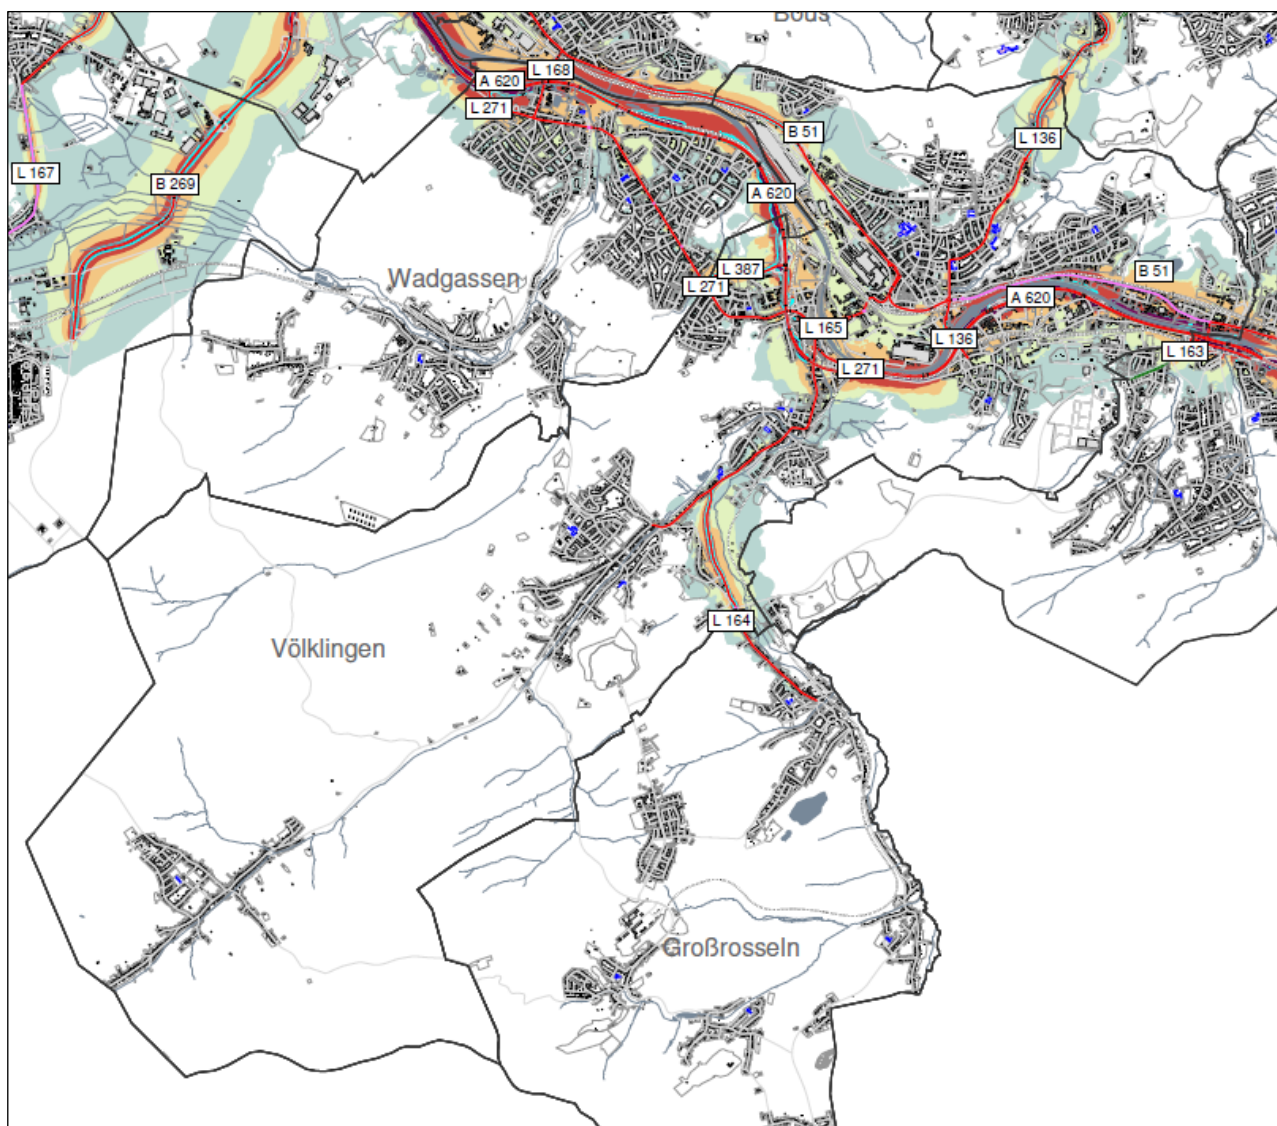 Bous
L 168
A 620
L 271
B 51
L 136
L 167
B 269
A 620
L 387
B 51
Wadgassen
L 271
A 620
L 165
L 136
L 163
L 271
L 164
Völklingen
Großrosseln